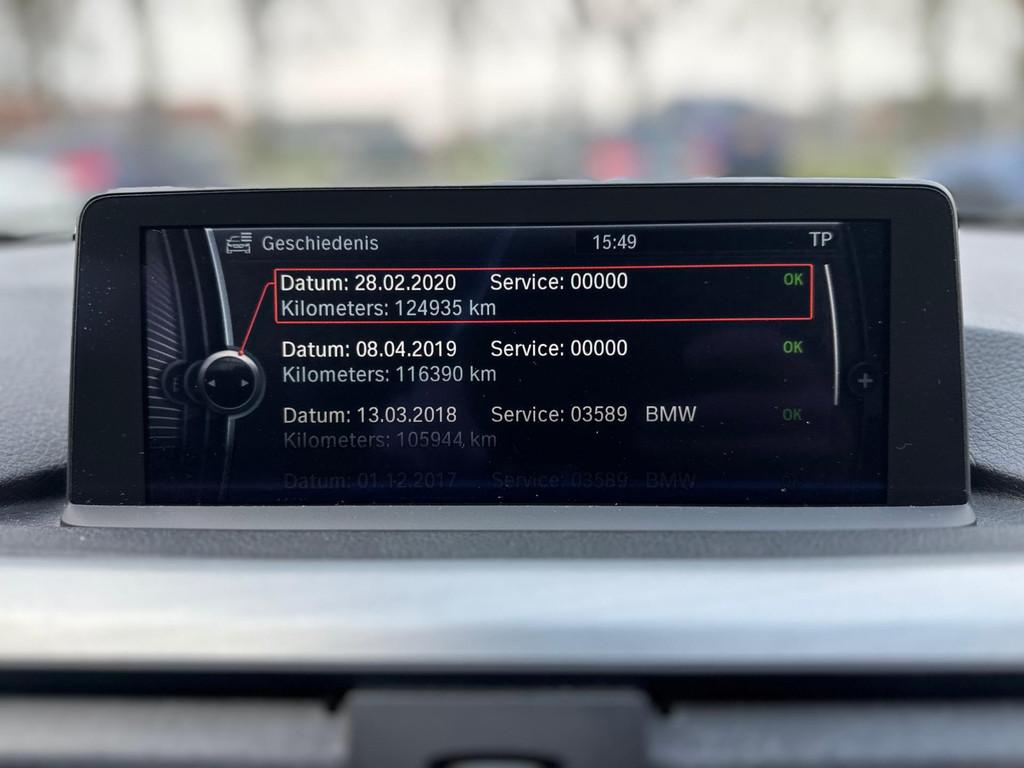 Geschiedenis 15:49 TP
Datum: 28.02.2020 Service: 00000 OK
Kilometers: 124935 km
Datum: 08.04.2019 Service: 00000 OK
Kilometers: 116390 km
Datum: 13.03.2018 Service: 03589 BMW OK
Kilometers: 105944 km
Datum: 01.12.2017 Service: 03589 BMW OK